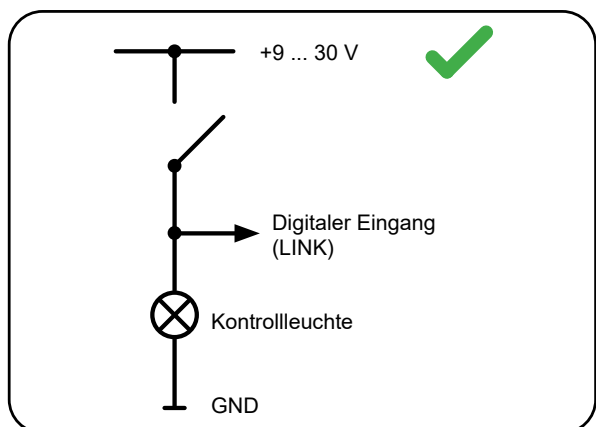 +9 ... 30 V
Digitaler Eingang
(LINK)
Kontrollleuchte
GND